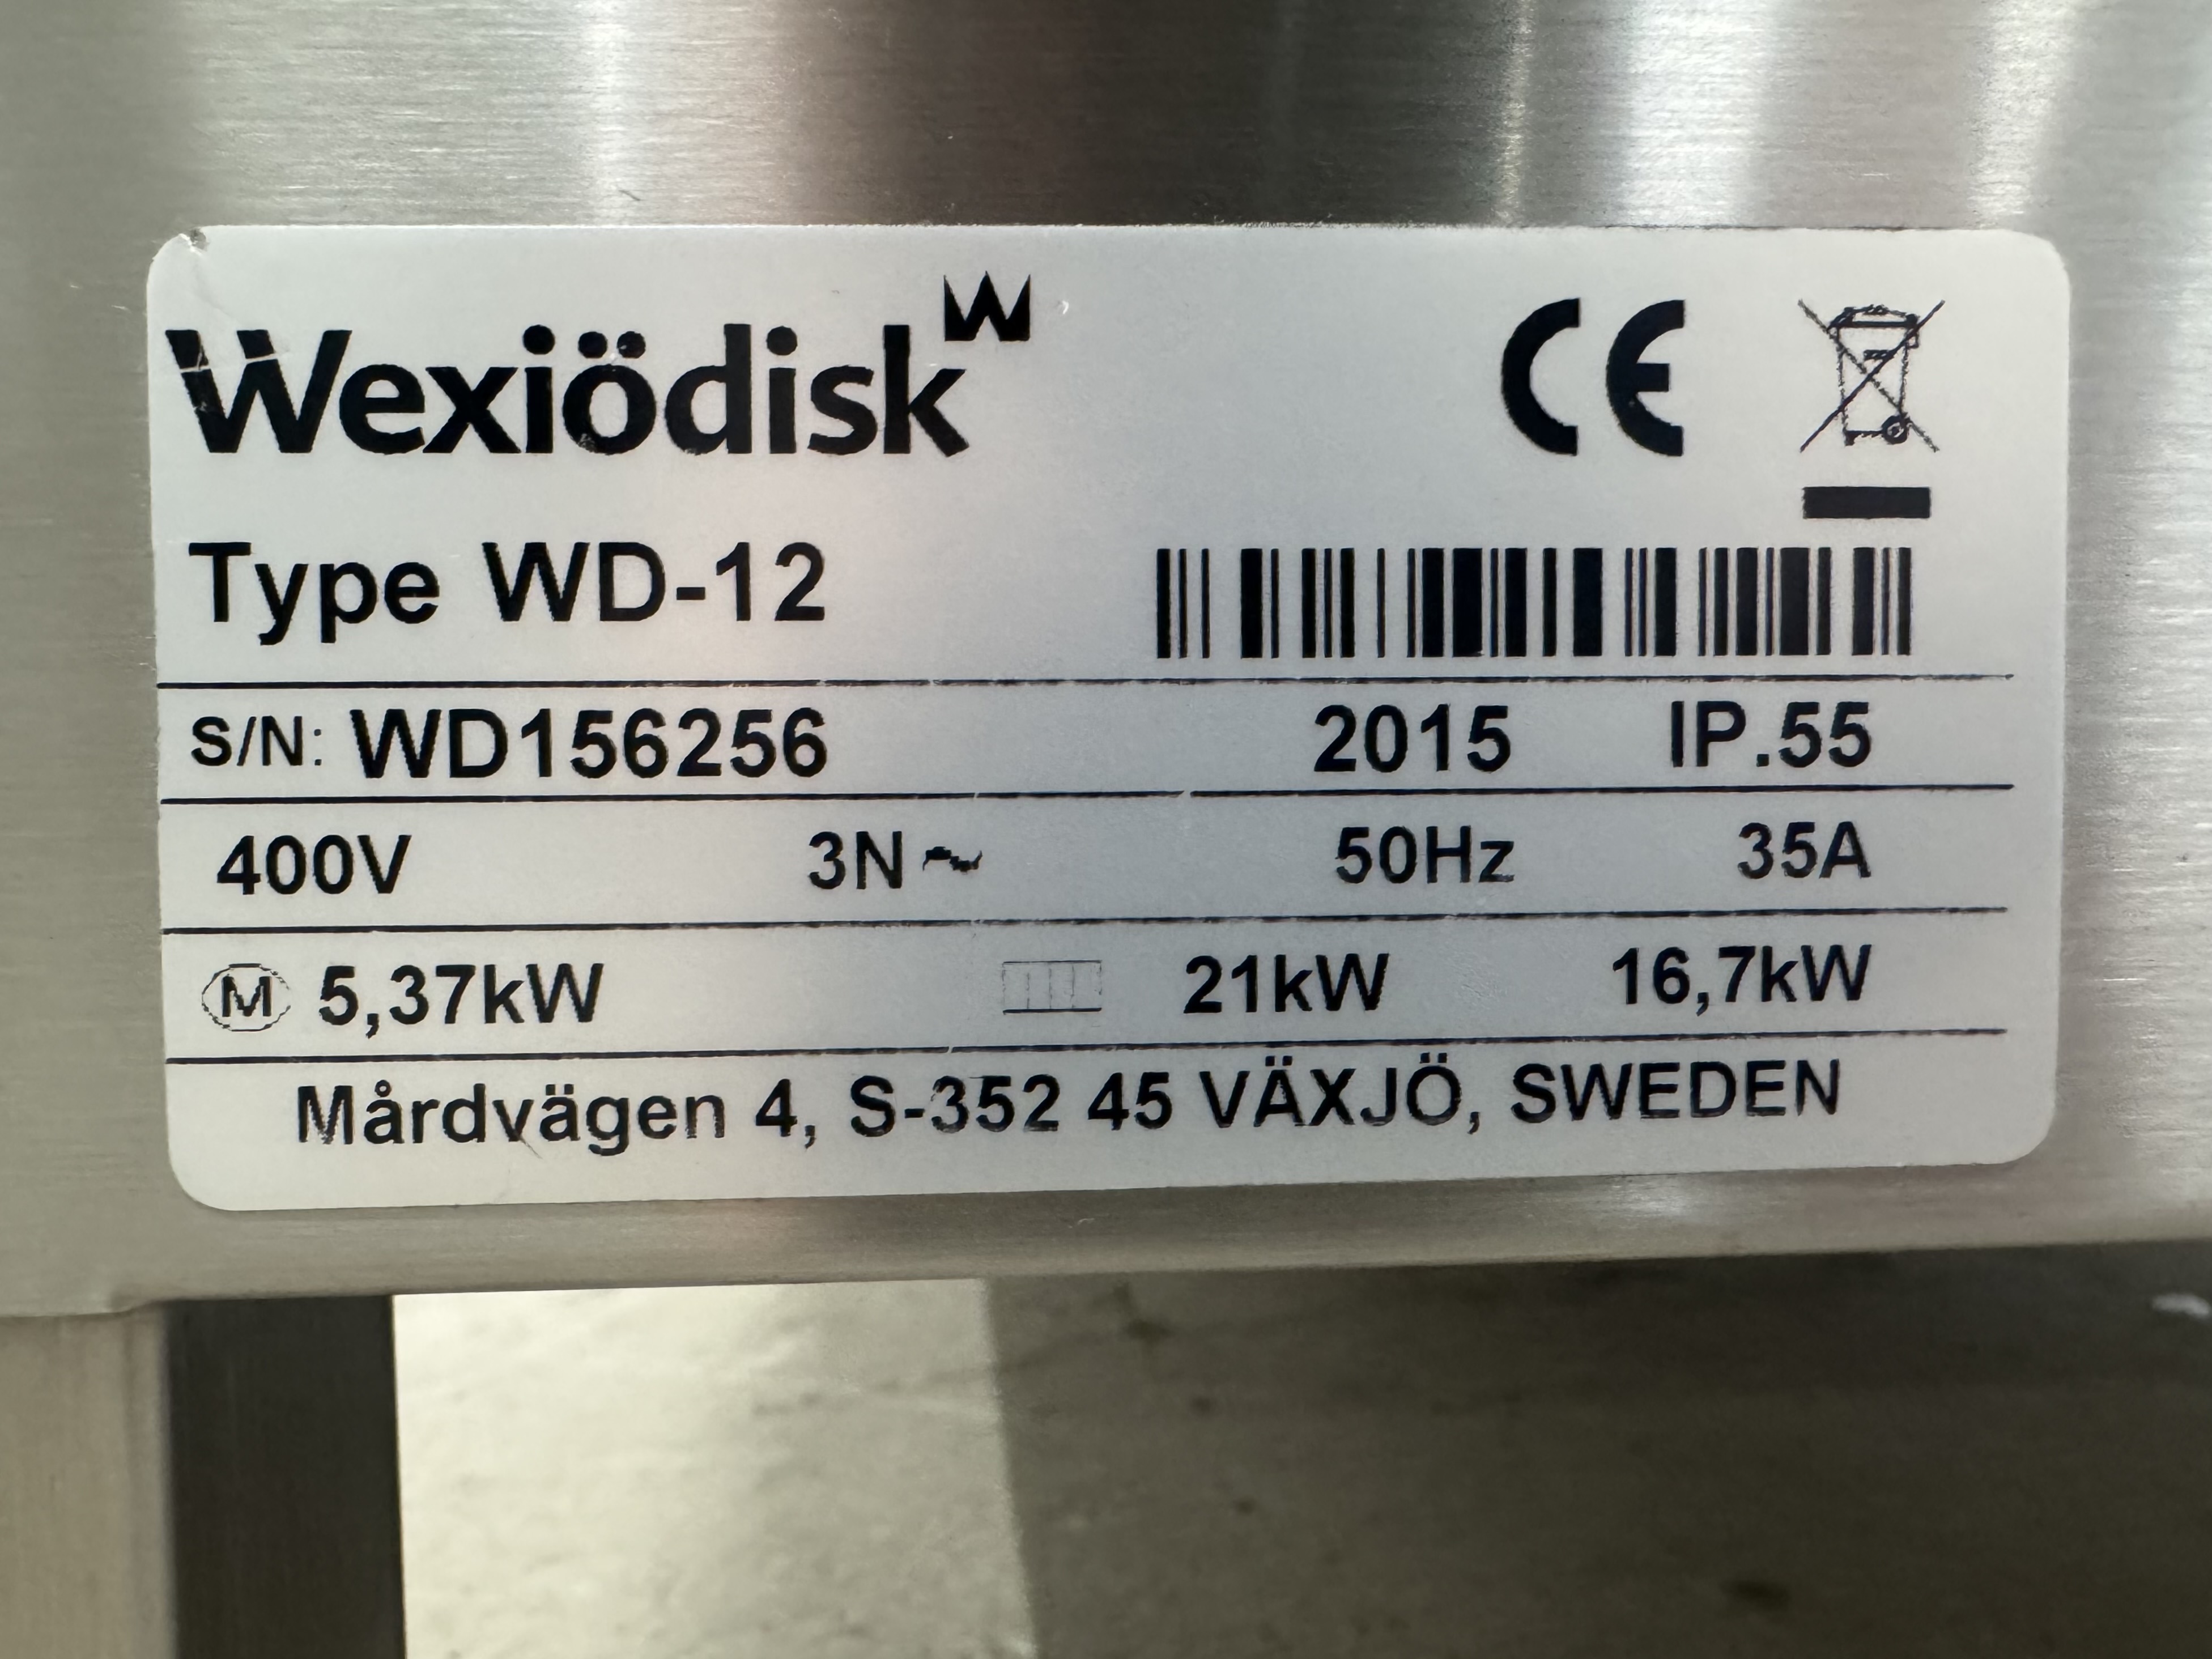 Wexiödisk
CE
Type WD-12
S/N: WD156256 2015 IP.55
400V 3N~ 50Hz 35A
M 5,37kW 21kW 16,7kW
Mårdvägen 4, S-352 45 VÄXJÖ, SWEDEN